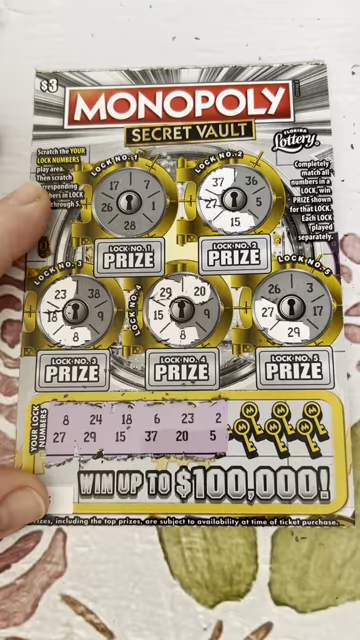 $3
MONOPOLY
SECRET VAULT
FLORIDA
Lottery
Scratch the YOUR
LOCK NUMBERS
play area.
Then scratch
corresponding
numbers in LOCK
through 5.
Completely
match all
numbers in a
LOCK, win
PRIZE shown
for that LOCK.
Each LOCK
played
separately.
LOCK NO. 1
17 7 1 28 26
LOCK NO. 1
PRIZE
LOCK NO. 2
37 36 5 15 27
LOCK NO. 2
PRIZE
LOCK NO. 3
23 38 9 8 18
LOCK NO. 3
PRIZE
LOCK NO. 4
29 20 9 8 15
LOCK NO. 4
PRIZE
LOCK NO. 5
26 3 17 29 27
LOCK NO. 5
PRIZE
YOUR LOCK
NUMBERS
8 24 18 6 23 2
27 29 15 37 20 5
WIN UP TO $100,000!
prizes, including the top prizes, are subject to availability at time of ticket purchase.